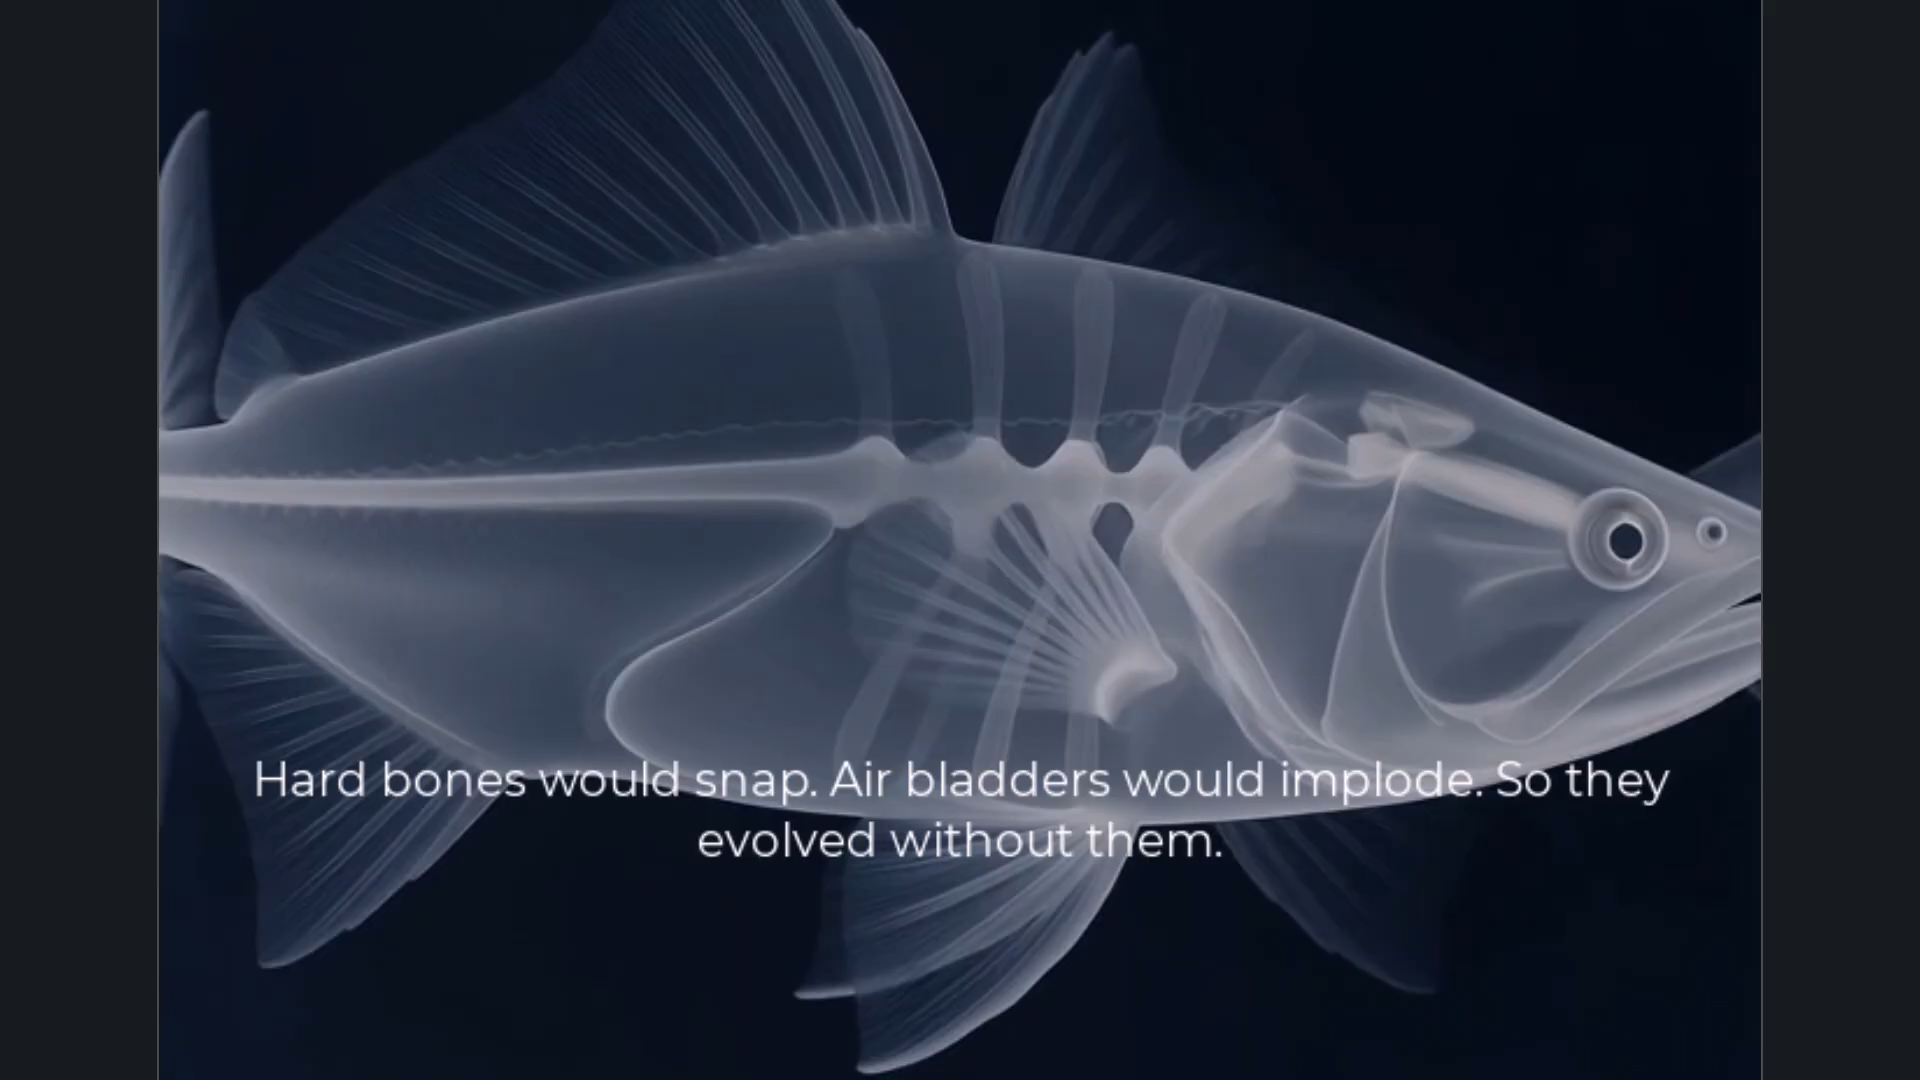 Hard bones would snap. Air bladders would implode. So they
evolved without them.